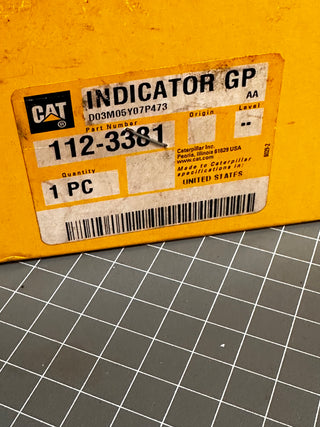 CAT
®
INDICATOR GP
D03M05Y07P473
AA
Part Number
112-3381
Origin
Level
--
Quantity
1 PC
Caterpillar Inc.
Peoria, Illinois 61629 USA
www.cat.com
Made to Caterpillar
specifications in:
UNITED STATES